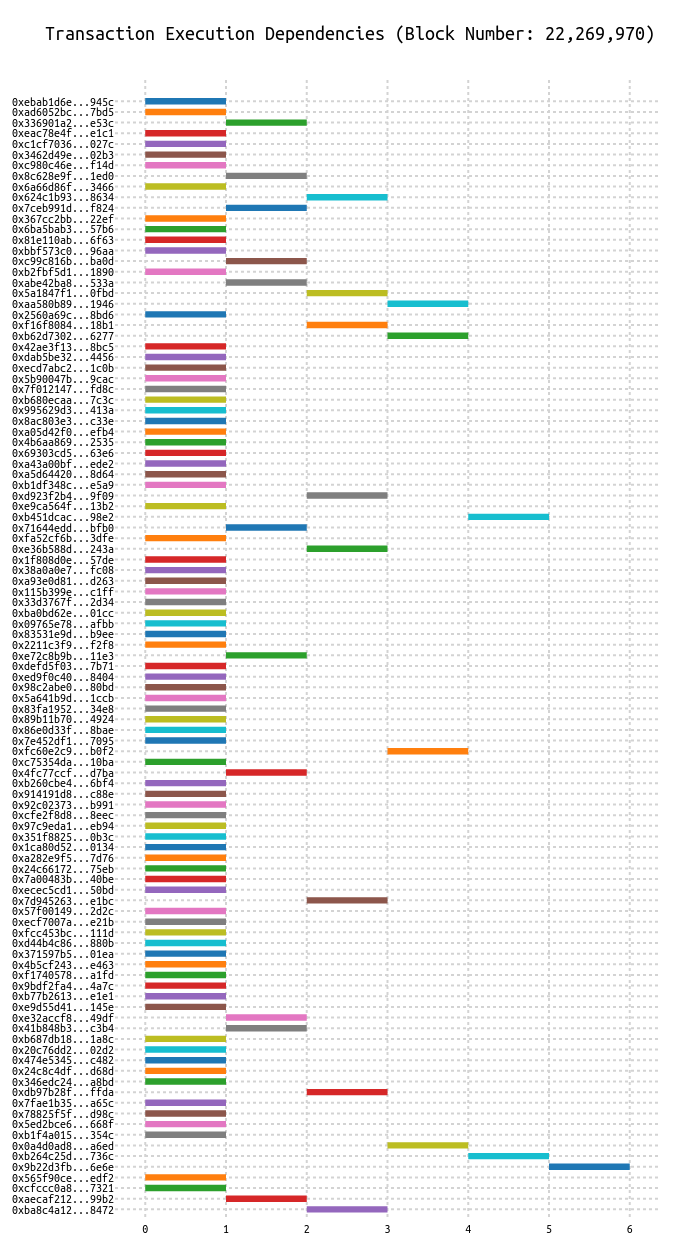 Transaction Execution Dependencies (Block Number: 22,269,970)
0xebab1d6e...945c
0xad6052bc...7bd5
0x336901a2...e53c
0xeac78e4f...e1c1
0xc1cf7036...027c
0x3462d49e...02b3
0xc980c46e...f14d
0x8c628e9f...1ed0
0x6a66d86f...3466
0x624c1b93...8634
0x7ceb991d...f824
0x367cc2bb...22ef
0x6ba5bab3...57b6
0x81e110ab...6f63
0xbbf573c0...96aa
0xc99c816b...ba0d
0xb2fbf5d1...1890
0xabe42ba8...533a
0x5a1847f1...0fbd
0xaa580b89...1946
0x2560a69c...8bd6
0xf16f8084...18b1
0xb62d7302...6277
0x42ae3f13...8bc5
0xdab5be32...4456
0xecd7abc2...1c0b
0x5b90047b...9cac
0x7f012147...fd8c
0xb680ecaa...7c3c
0x995629d3...413a
0x8ac803e3...c33e
0xa05d42f0...efb4
0x4b6aa869...2535
0x69303cd5...63e6
0xa43a00bf...ede2
0xa5d64420...8d64
0xb1df348c...e5a9
0xd923f2b4...9f09
0xe9ca564f...13b2
0xb451dcac...98e2
0x71644edd...bfb0
0xfa52cf6b...3dfe
0xe36b588d...243a
0x1f808d0e...57de
0x38a0a0e7...fc08
0xa93e0d81...d263
0x115b399e...c1ff
0x33d3767f...2d34
0xba0bd62e...01cc
0x09765e78...afbb
0x83531e9d...b9ee
0x2211c3f9...f2f8
0xe72c8b9b...11e3
0xdefd5f03...7b71
0xed9f0c40...8404
0x98c2abe0...80bd
0x5a641b9d...1ccb
0x83fa1952...34e8
0x89b11b70...4924
0x86e0d33f...8bae
0x7e452df1...7095
0xfc60e2c9...b0f2
0xc75354da...10ba
0x4fc77ccf...d7ba
0xb260cbe4...6bf4
0x914191d8...c88e
0x92c02373...b991
0xcfe2f8d8...8eec
0x97c9eda1...eb94
0x351f8825...0b3c
0x1ca80d52...0134
0xa282e9f5...7d76
0x24c66172...75eb
0x7a00483b...40be
0xecec5cd1...50bd
0x7d945263...e1bc
0x57f00149...2d2c
0xecf7007a...e21b
0xfcc453bc...111d
0xd44b4c86...880b
0x371597b5...01ea
0x4b5cf243...e463
0xf1740578...a1fd
0x9bdf2fa4...4a7c
0xb77b2613...e1e1
0xe9d55d41...145e
0xe32accf8...49df
0x41b848b3...c3b4
0xb687db18...1a8c
0x20c76dd2...02d2
0x474e5345...c482
0x24c8c4df...d68d
0x346edc24...a8bd
0xdb97b28f...ffda
0x7fae1b35...a65c
0x78825f5f...d98c
0x5ed2bce6...668f
0xb1f4a015...354c
0x0a4d0ad8...a6ed
0xb264c25d...736c
0x9b22d3fb...6e6e
0x565f90ce...edf2
0xcfccc0a8...7321
0xaecaf212...99b2
0xba8c4a12...8472
0 1 2 3 4 5 6